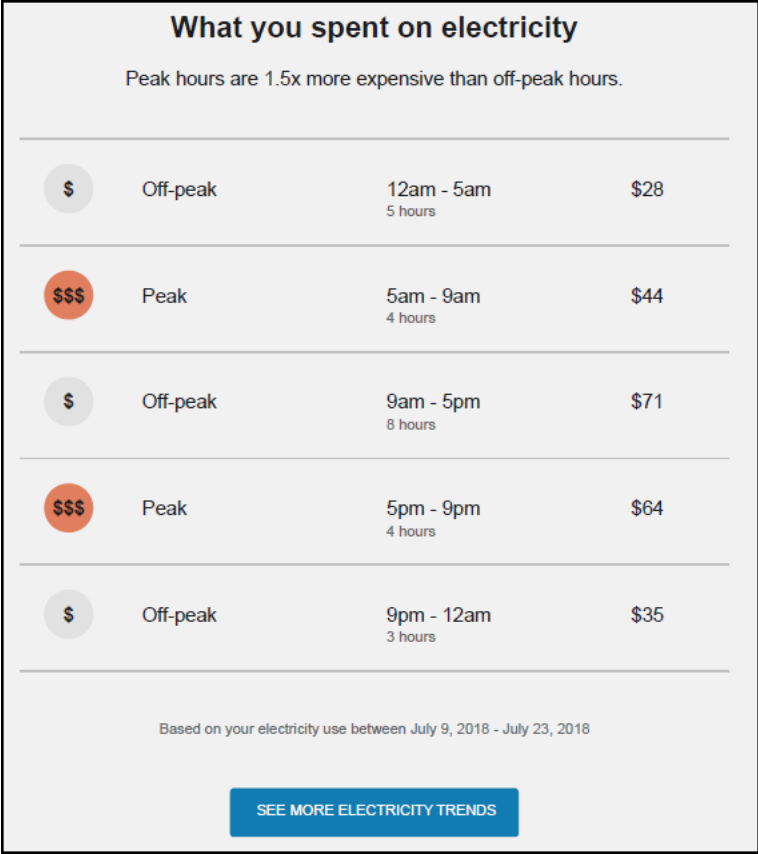 What you spent on electricity
Peak hours are 1.5x more expensive than off-peak hours.
$ Off-peak 12am - 5am $28
5 hours
$$$ Peak 5am - 9am $44
4 hours
$ Off-peak 9am - 5pm $71
8 hours
$$$ Peak 5pm - 9pm $64
4 hours
$ Off-peak 9pm - 12am $35
3 hours
Based on your electricity use between July 9, 2018 - July 23, 2018
SEE MORE ELECTRICITY TRENDS